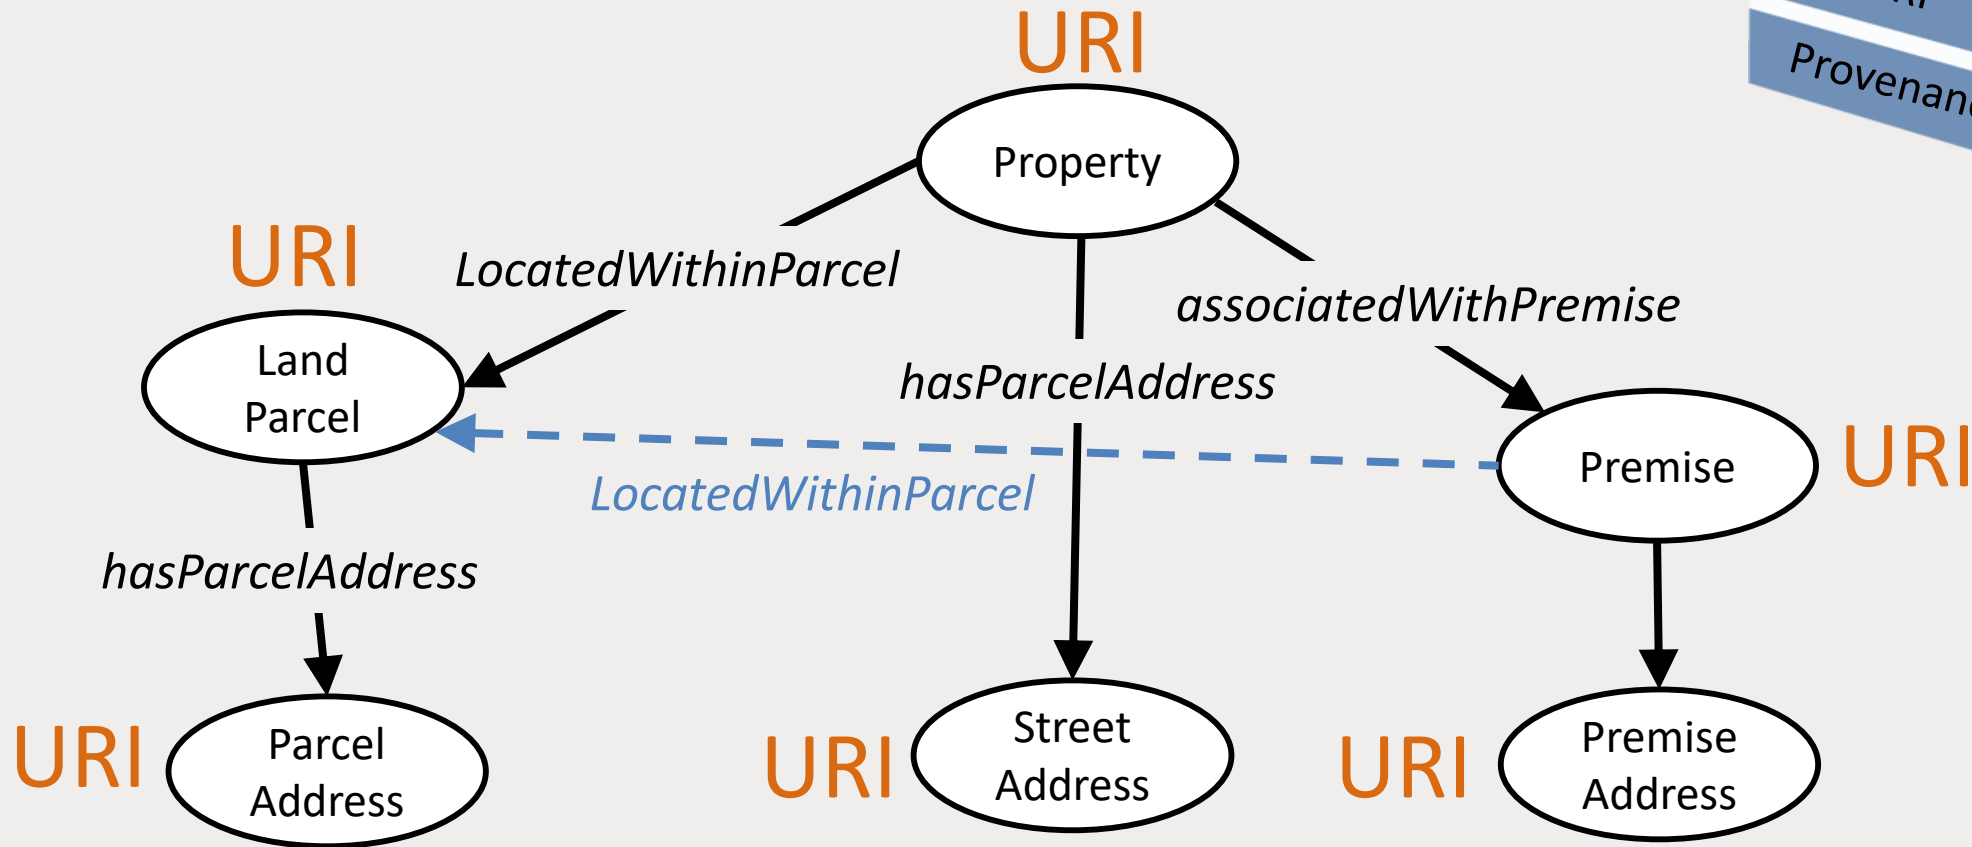 URI
Property
URI
LocatedWithinParcel
associatedWithPremise
Land
Parcel
hasParcelAddress
URI
Premise
LocatedWithinParcel
hasParcelAddress
URI
Parcel
Address
URI
Street
Address
URI
Premise
Address